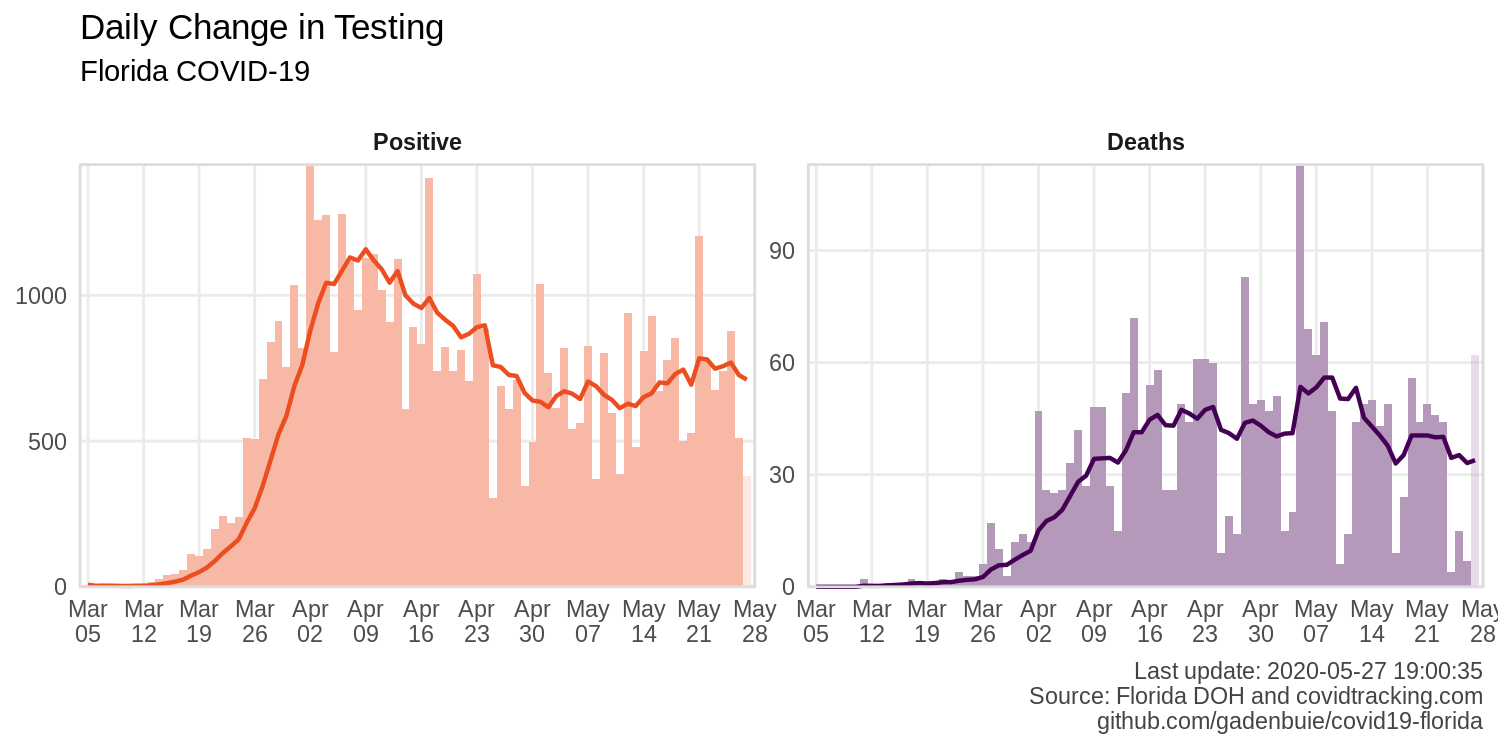 Daily Change in Testing
Florida COVID-19
Positive
Deaths
1000
500
0
Mar 05 Mar 12 Mar 19 Mar 26 Apr 02 Apr 09 Apr 16 Apr 23 Apr 30 May 07 May 14 May 21 May 28
90
60
30
0
Mar 05 Mar 12 Mar 19 Mar 26 Apr 02 Apr 09 Apr 16 Apr 23 Apr 30 May 07 May 14 May 21 May 28
Last update: 2020-05-27 19:00:35
Source: Florida DOH and covidtracking.com
github.com/gadenbuie/covid19-florida